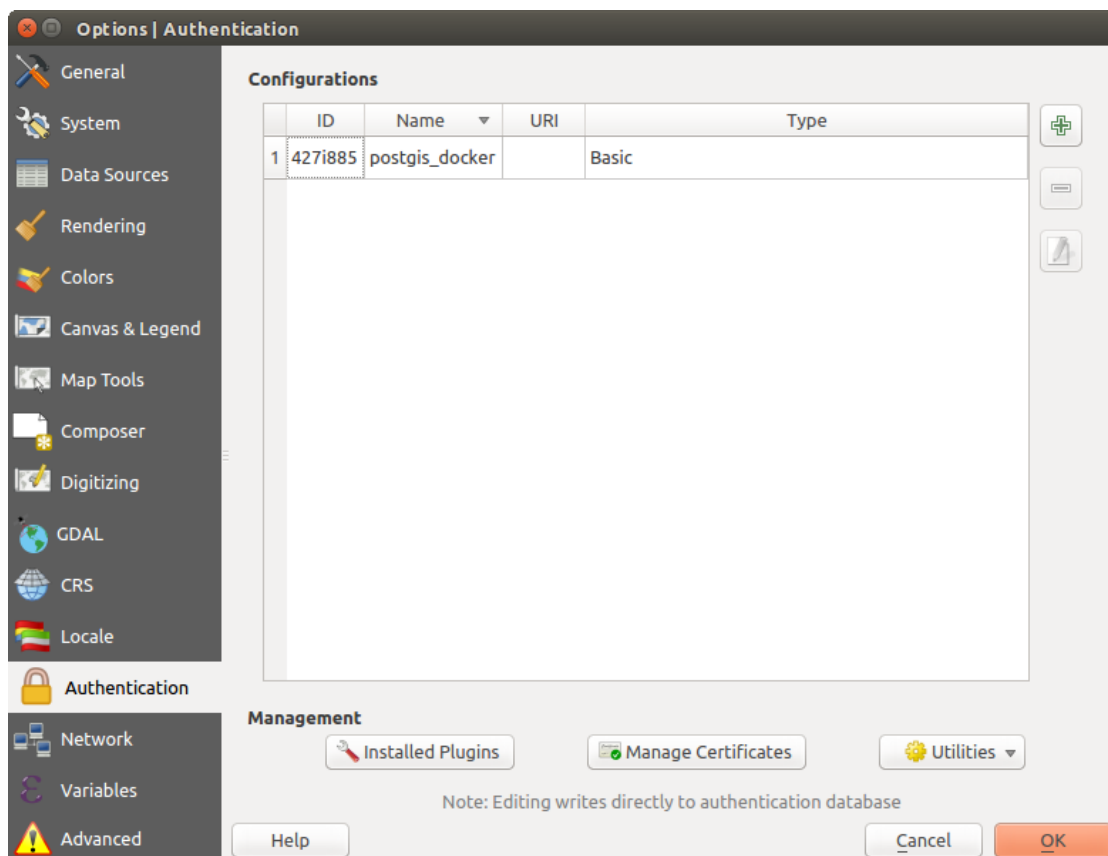 Options | Authentication
General
System
Data Sources
Rendering
Colors
Canvas & Legend
Map Tools
Composer
Digitizing
GDAL
CRS
Locale
Authentication
Network
Variables
Advanced
Configurations
ID Name URI Type
1 427i885 postgis_docker Basic
Management
Installed Plugins Manage Certificates Utilities
Note: Editing writes directly to authentication database
Help Cancel OK